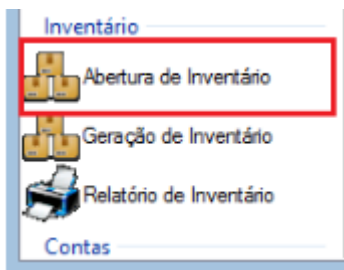 Inventário
Abertura de Inventário
Geração de Inventário
Relatório de Inventário
Contas